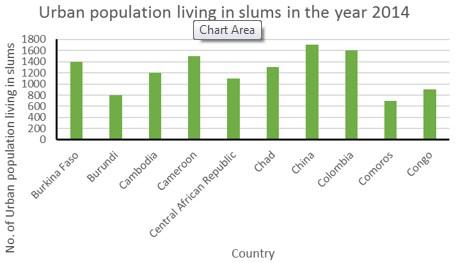 Urban population living in slums in the year 2014
Chart Area
No. of Urban population living in slums
1800
1600
1400
1200
1000
800
600
400
200
0
Burkina Faso
Burundi
Cambodia
Cameroon
Central African Republic
Chad
China
Colombia
Comoros
Congo
Country